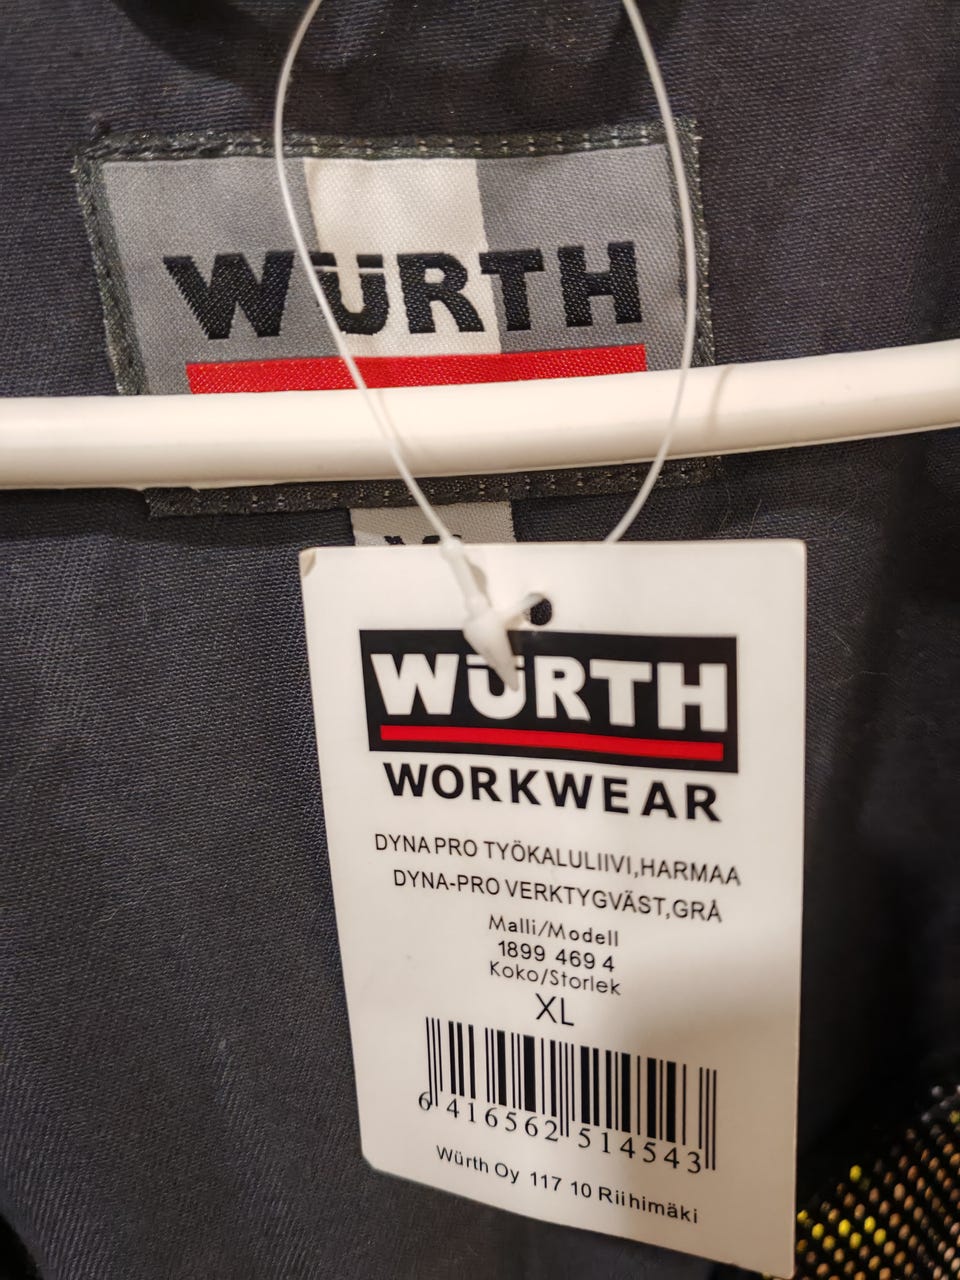 WÜRTH
WÜRTH
WORKWEAR
DYNA PRO TYÖKALULIIVI,HARMAA
DYNA-PRO VERKTYGVÄST,GRÅ
Malli/Modell
1899 469 4
Koko/Storlek
XL
6 416562 514543
Würth Oy 117 10 Riihimäki